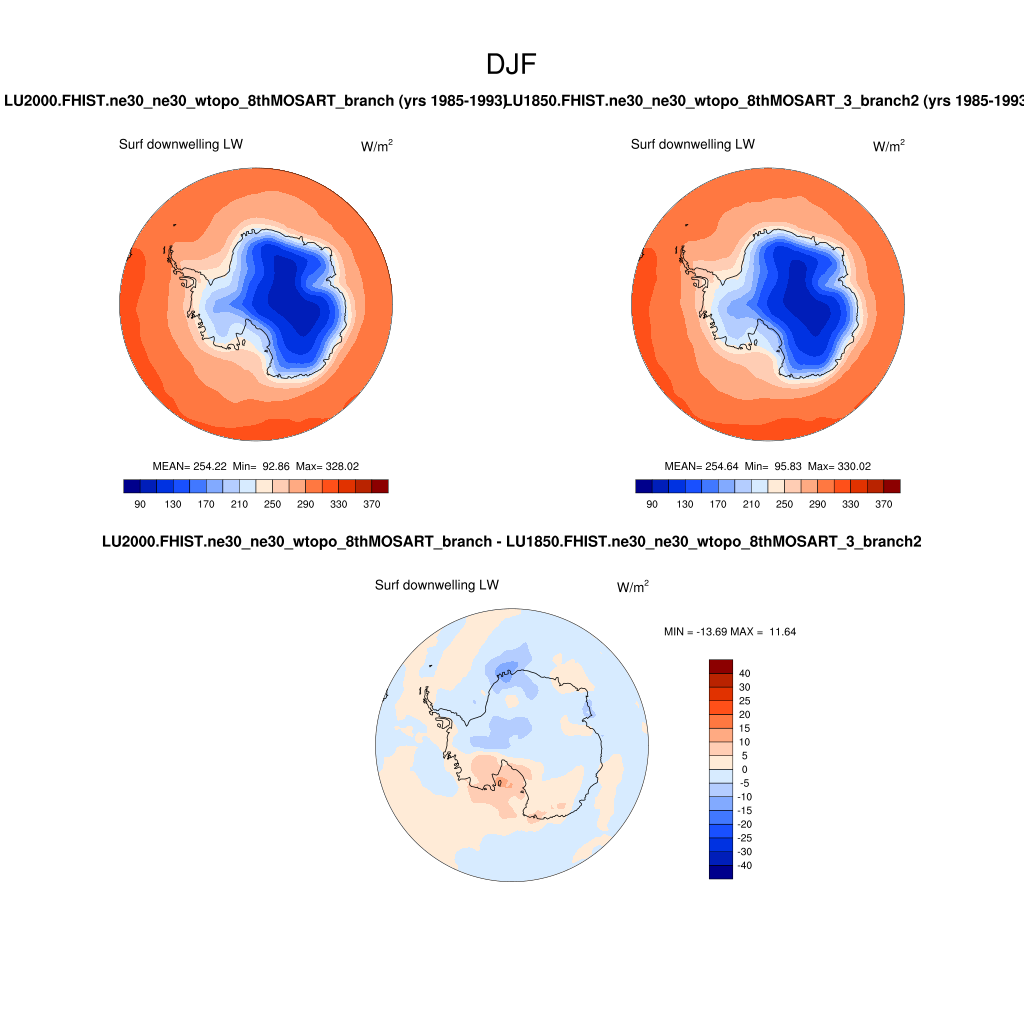 DJF
LU2000.FHIST.ne30_ne30_wtopo_8thMOSART_branch (yrs 1985-1993)
LU1850.FHIST.ne30_ne30_wtopo_8thMOSART_3_branch2 (yrs 1985-1993
Surf downwelling LW W/m²
Surf downwelling LW W/m²
MEAN= 254.22 Min= 92.86 Max= 328.02
MEAN= 254.64 Min= 95.83 Max= 330.02
90 130 170 210 250 290 330 370
90 130 170 210 250 290 330 370
LU2000.FHIST.ne30_ne30_wtopo_8thMOSART_branch - LU1850.FHIST.ne30_ne30_wtopo_8thMOSART_3_branch2
Surf downwelling LW W/m²
MIN = -13.69 MAX = 11.64
40
30
25
20
15
10
5
0
-5
-10
-15
-20
-25
-30
-40